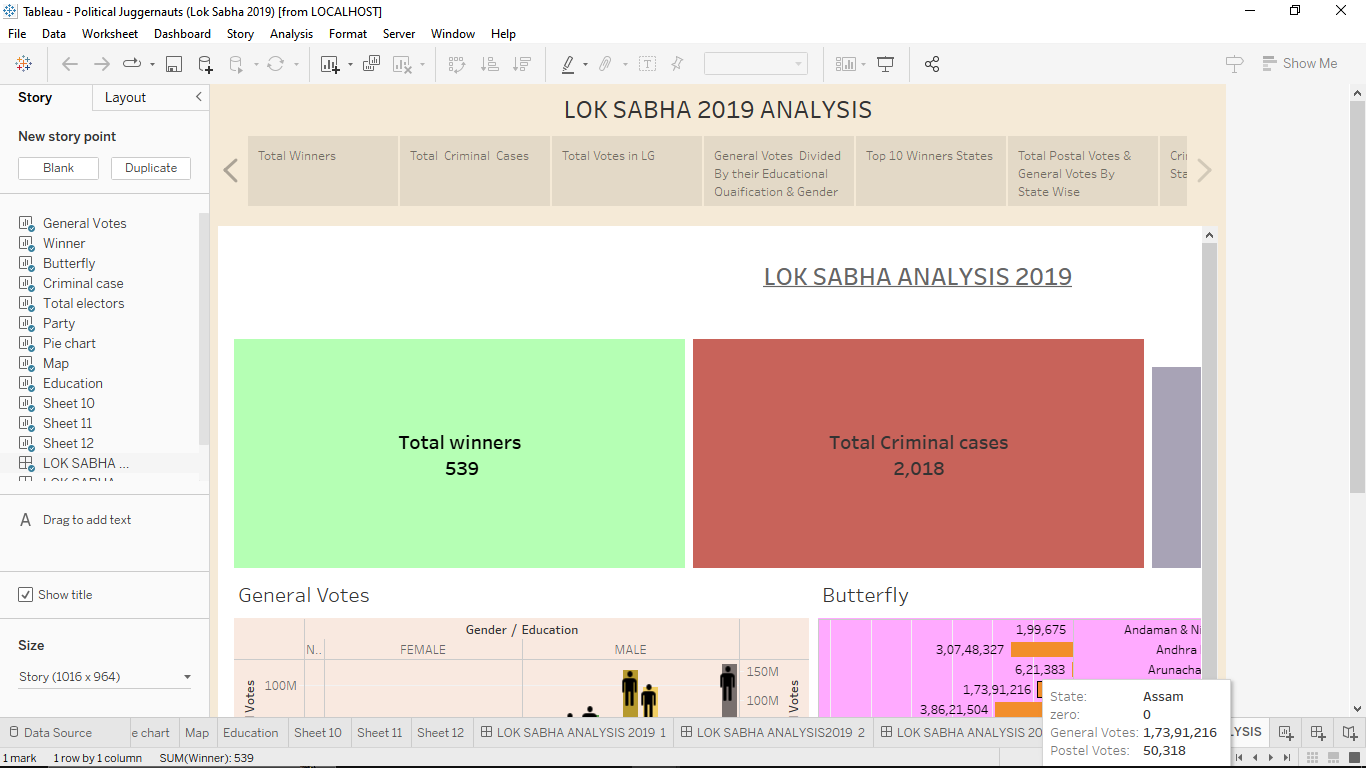 Tableau - Political Juggernauts (Lok Sabha 2019) [from LOCALHOST]
File Data Worksheet Dashboard Story Analysis Format Server Window Help
Show Me
Story Layout
New story point
Blank Duplicate
General Votes
Winner
Butterfly
Criminal case
Total electors
Party
Pie chart
Map
Education
Sheet 10
Sheet 11
Sheet 12
LOK SABHA ...
A Drag to add text
Show title
Size
Story (1016 x 964)
LOK SABHA 2019 ANALYSIS
Total Winners
Total Criminal Cases
Total Votes in LG
General Votes Divided
By their Educational
Ouaification & Gender
Top 10 Winners States
Total Postal Votes &
General Votes By
State Wise
Cri
Sta
LOK SABHA ANALYSIS 2019
Total winners
539
Total Criminal cases
2,018
General Votes
Gender / Education
N.. FEMALE MALE
100M
Votes
150M
100M
Votes
Butterfly
1,99,675 Andaman & Ni
3,07,48,327 Andhra
6,21,383 Arunacha
1,73,91,216
3,86,21,504
State: Assam
zero: 0
General Votes: 1,73,91,216
Postel Votes: 50,318
Data Source e chart Map Education Sheet 10 Sheet 11 Sheet 12 LOK SABHA ANALYSIS 2019 1 LOK SABHA ANALYSIS2019 2 LOK SABHA ANALYSIS 20 YSIS
1 mark 1 row by 1 column SUM(Winner): 539